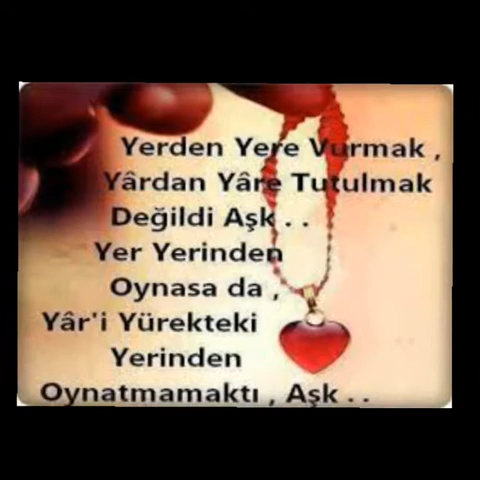 Yerden Yere Vurmak ,
Yârdan Yâre Tutulmak
Değildi Aşk . .
Yer Yerinden
Oynasa da ,
Yâr'i Yürekteki
Yerinden
Oynatmamaktı , Aşk . .